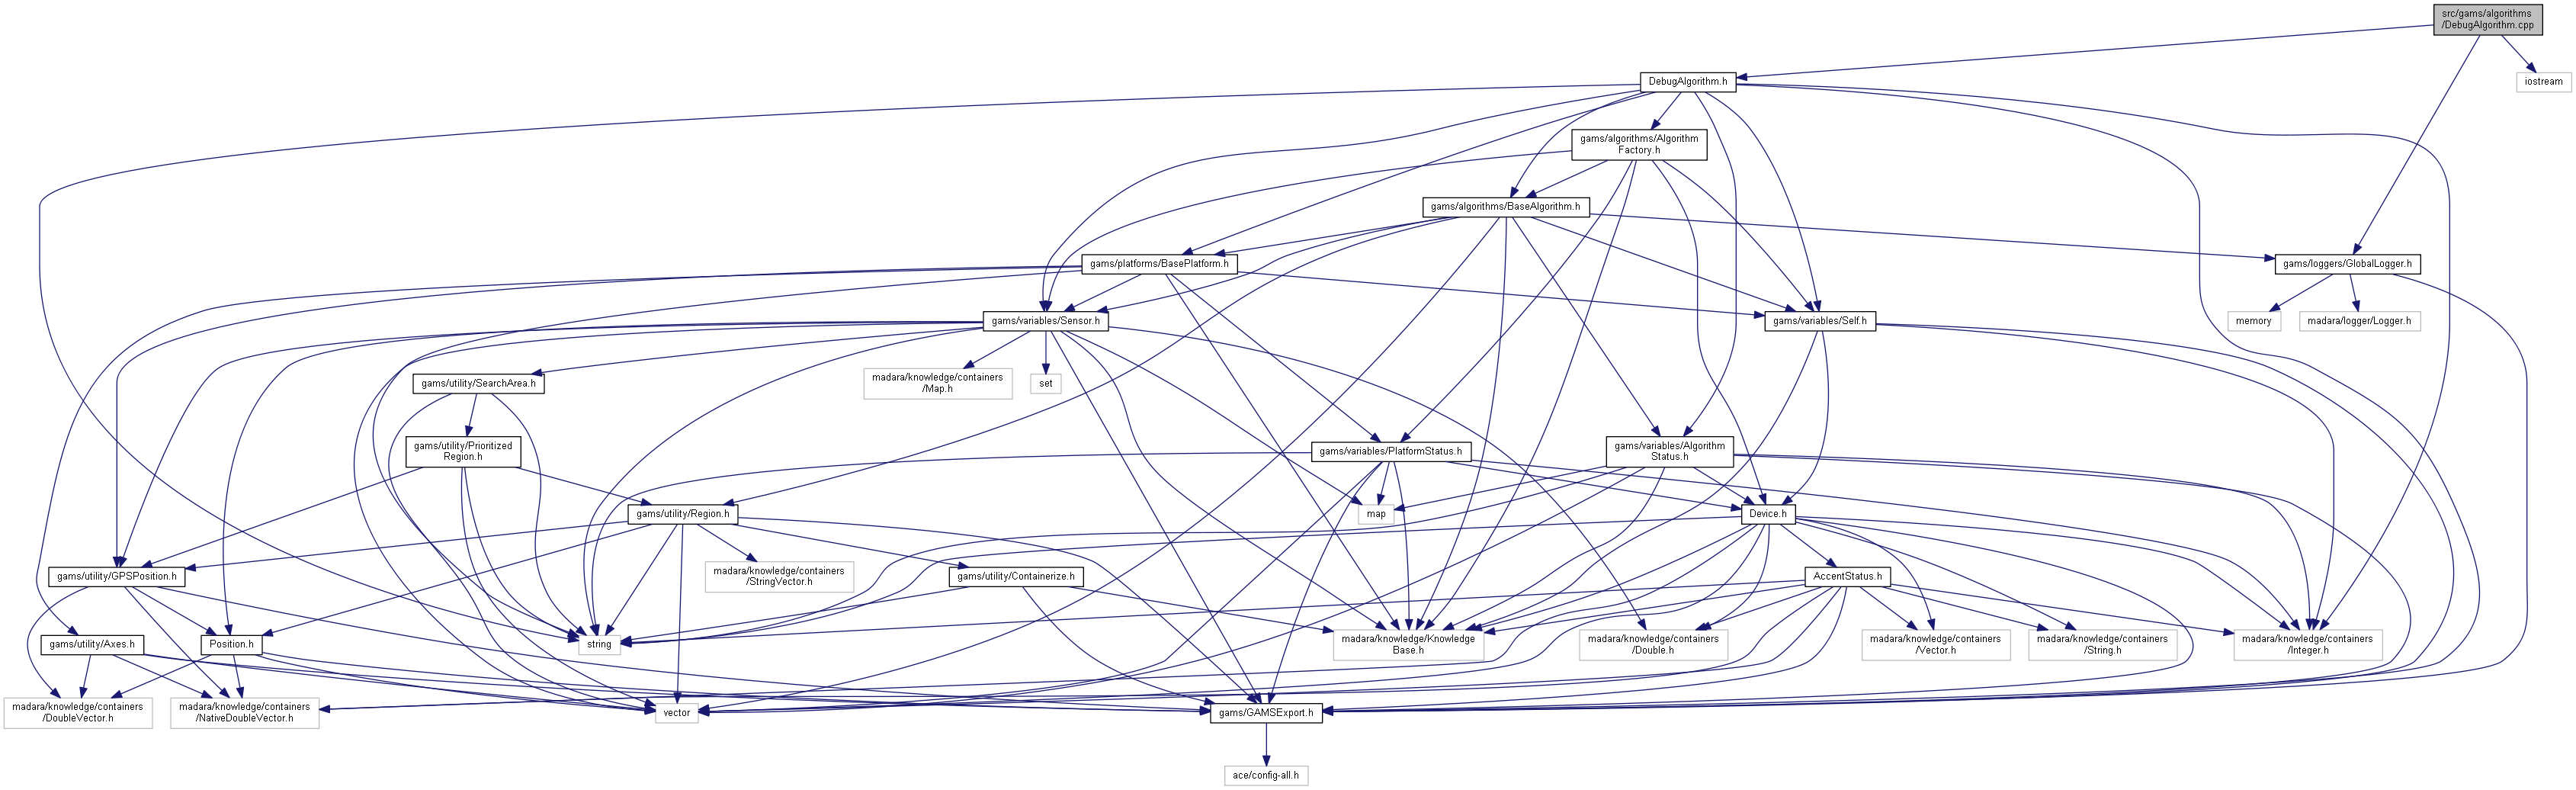 src/gams/algorithms
/DebugAlgorithm.cpp
DebugAlgorithm.h
iostream
gams/algorithms/Algorithm
Factory.h
gams/algorithms/BaseAlgorithm.h
gams/platforms/BasePlatform.h
gams/loggers/GlobalLogger.h
gams/variables/Sensor.h
gams/variables/Self.h
memory
madara/logger/Logger.h
gams/utility/SearchArea.h
madara/knowledge/containers
/Map.h
set
gams/utility/Prioritized
Region.h
gams/variables/PlatformStatus.h
gams/variables/Algorithm
Status.h
gams/utility/Region.h
map
Device.h
gams/utility/GPSPosition.h
madara/knowledge/containers
/StringVector.h
gams/utility/Containerize.h
AccentStatus.h
gams/utility/Axes.h
Position.h
string
madara/knowledge/Knowledge
Base.h
madara/knowledge/containers
/Double.h
madara/knowledge/containers
/Vector.h
madara/knowledge/containers
/String.h
madara/knowledge/containers
/Integer.h
madara/knowledge/containers
/DoubleVector.h
madara/knowledge/containers
/NativeDoubleVector.h
vector
gams/GAMSExport.h
ace/config-all.h